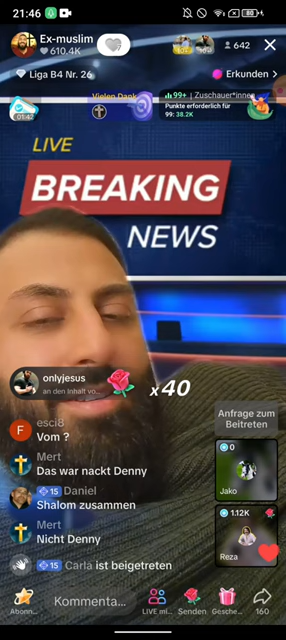 21:46
Ex-muslim
610.4K
642
Liga B4 Nr. 26
Erkunden >
01:42
Vielen Dank
99+ | Zuschauer*innen
Punkte erforderlich für
99: 38.2K
LIVE
BREAKING
NEWS
onlyjesus
an den Inhalt vo...
x40
esci8
Vom ?
Mert
Das war nackt Denny
15 Daniel
Shalom zusammen
Mert
Nicht Denny
15 Carla ist beigetreten
Anfrage zum
Beitreten
0
Jako
1.12K
Reza
Kommenta...
Abonn...
LIVE mi...
Senden
Gesche...
160